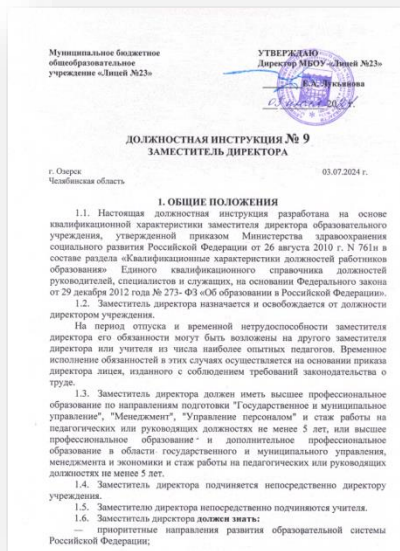 Муниципальное бюджетное
общеобразовательное
учреждение «Лицей №23»
УТВЕРЖДАЮ
Директор МБОУ «Лицей №23»
Е.А. Лукьянова
ДОЛЖНОСТНАЯ ИНСТРУКЦИЯ № 9
ЗАМЕСТИТЕЛЬ ДИРЕКТОРА
г. Озерск
Челябинская область
03.07.2024 г.
1. ОБЩИЕ ПОЛОЖЕНИЯ
1.1. Настоящая должностная инструкция разработана на основе
квалификационной характеристики заместителя директора образовательного
учреждения, утвержденной приказом Министерства здравоохранения
социального развития Российской Федерации от 26 августа 2010 г. N 761н в
составе раздела «Квалификационные характеристики должностей работников
образования» Единого квалификационного справочника должностей
руководителей, специалистов и служащих, на основании Федерального закона
от 29 декабря 2012 года № 273- ФЗ «Об образовании в Российской Федерации».
1.2. Заместитель директора назначается и освобождается от должности
директором учреждения.
На период отпуска и временной нетрудоспособности заместителя
директора его обязанности могут быть возложены на другого заместителя
директора или учителя из числа наиболее опытных педагогов. Временное
исполнение обязанностей в этих случаях осуществляется на основании приказа
директора лицея, изданного с соблюдением требований законодательства о
труде.
1.3. Заместитель директора должен иметь высшее профессиональное
образование по направлениям подготовки "Государственное и муниципальное
управление", "Менеджмент", "Управление персоналом" и стаж работы на
педагогических или руководящих должностях не менее 5 лет, или высшее
профессиональное образование и дополнительное профессиональное
образование в области государственного и муниципального управления,
менеджмента и экономики и стаж работы на педагогических или руководящих
должностях не менетет 5 лет.
1.4. Заместитель директора подчиняется непосредственно директору
учреждения.
1.5. Заместителю директора непосредственно подчиняются учителя.
1.6. Заместитель директора должен знать:
— приоритетные направления развития образовательной системы
Российской Федерации;